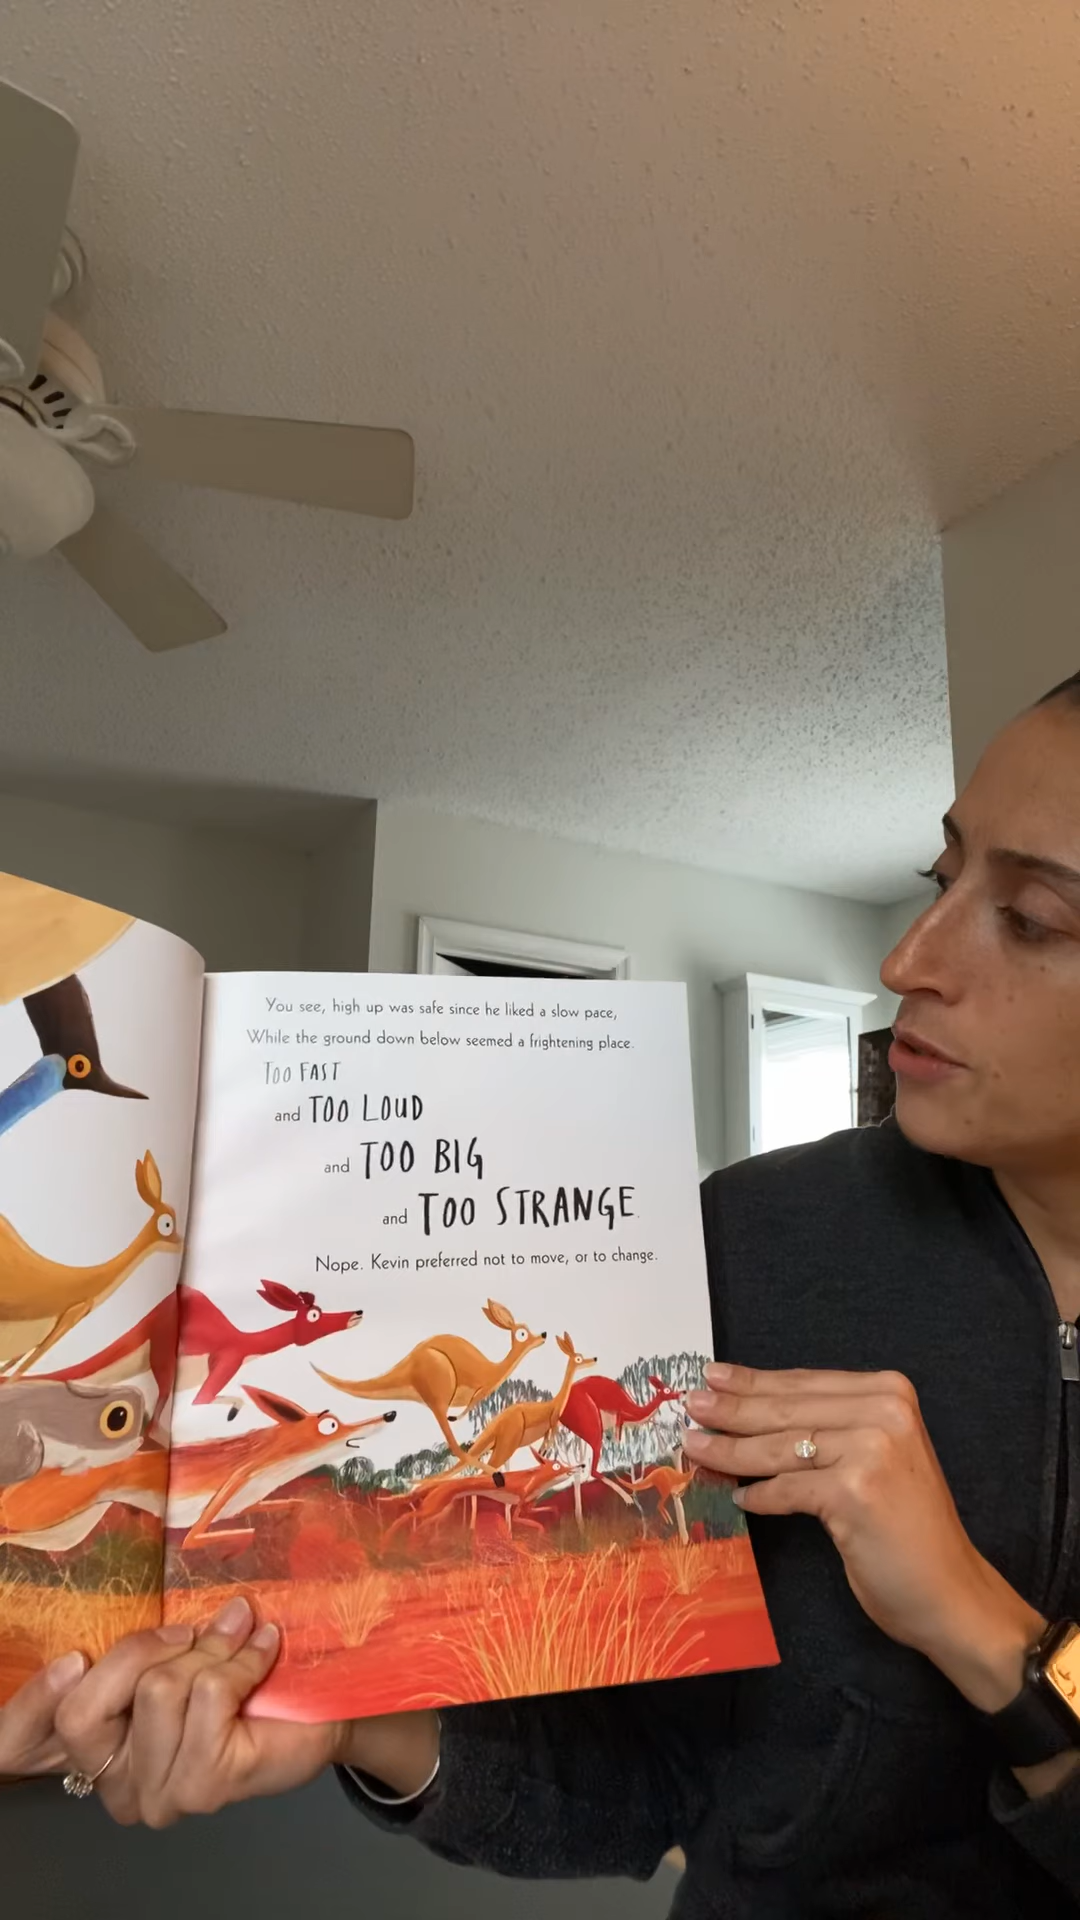 You see, high up was safe since he liked a slow pace,
While the ground down below seemed a frightening place.
TOO FAST
and TOO LOUD
and TOO BIG
and TOO STRANGE.
Nope. Kevin preferred not to move, or to change.